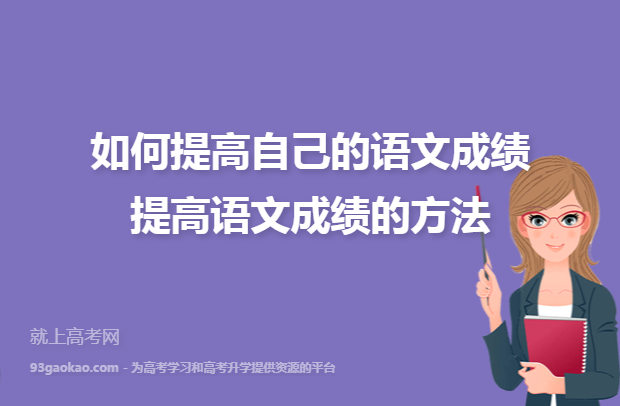 如何提高自己的语文成绩
提高语文成绩的方法
就上高考网
93gaokao.com - 为高考学习和高考升学提供资源的平台